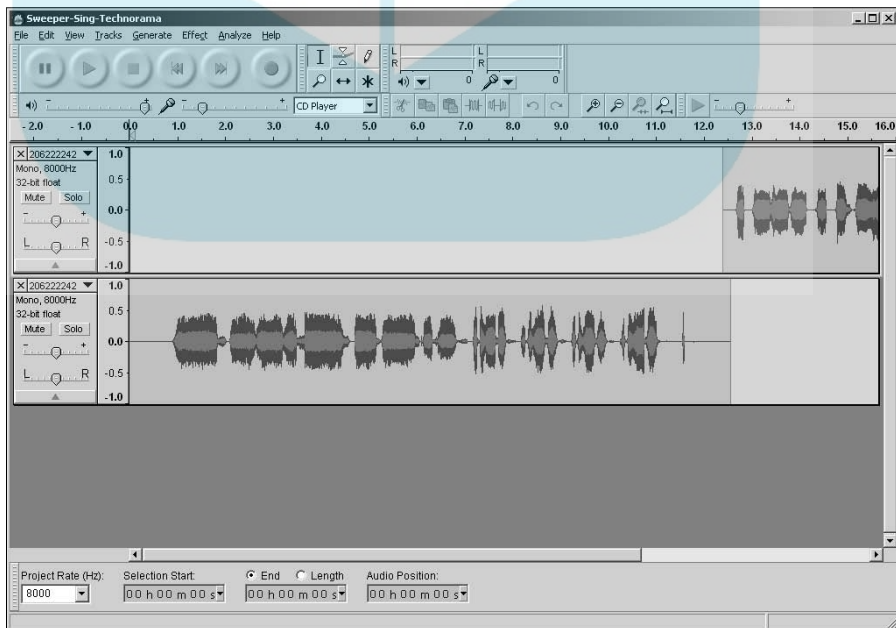 Sweeper-Sing-Technorama
File Edit View Tracks Generate Effect Analyze Help
L
R
0
L
R
0
- + - + CD Player - +
- 2.0 - 1.0 0.0 1.0 2.0 3.0 4.0 5.0 6.0 7.0 8.0 9.0 10.0 11.0 12.0 13.0 14.0 15.0 16.0
206222242
Mono, 8000Hz
32-bit float
Mute Solo
- +
L R
1.0
0.5
0.0
-0.5
-1.0
206222242
Mono, 8000Hz
32-bit float
Mute Solo
- +
L R
1.0
0.5
0.0
-0.5
-1.0
Project Rate (Hz): Selection Start: End Length Audio Position:
8000 00 h 00 m 00 s 00 h 00 m 00 s 00 h 00 m 00 s